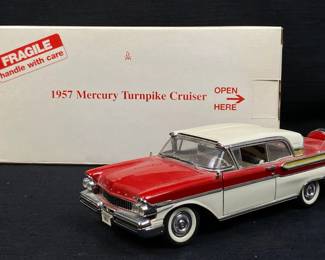 FRAGILE
handle with care
1957 Mercury Turnpike Cruiser
OPEN
HERE